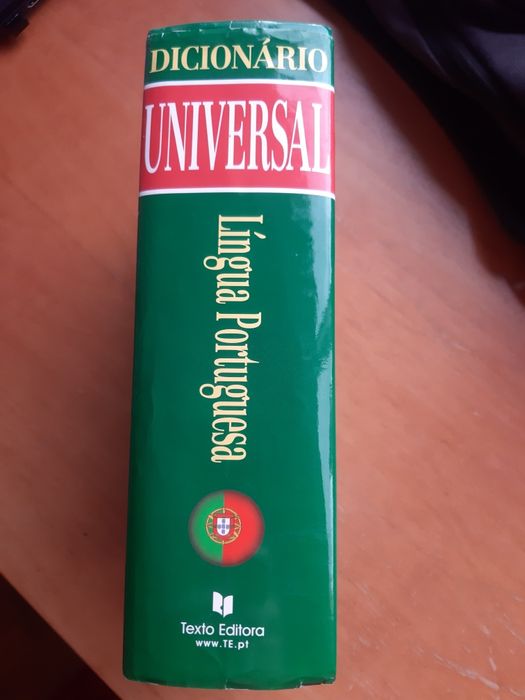 DICIONÁRIO
UNIVERSAL
Língua Portuguesa
Texto Editora
www.TE.pt